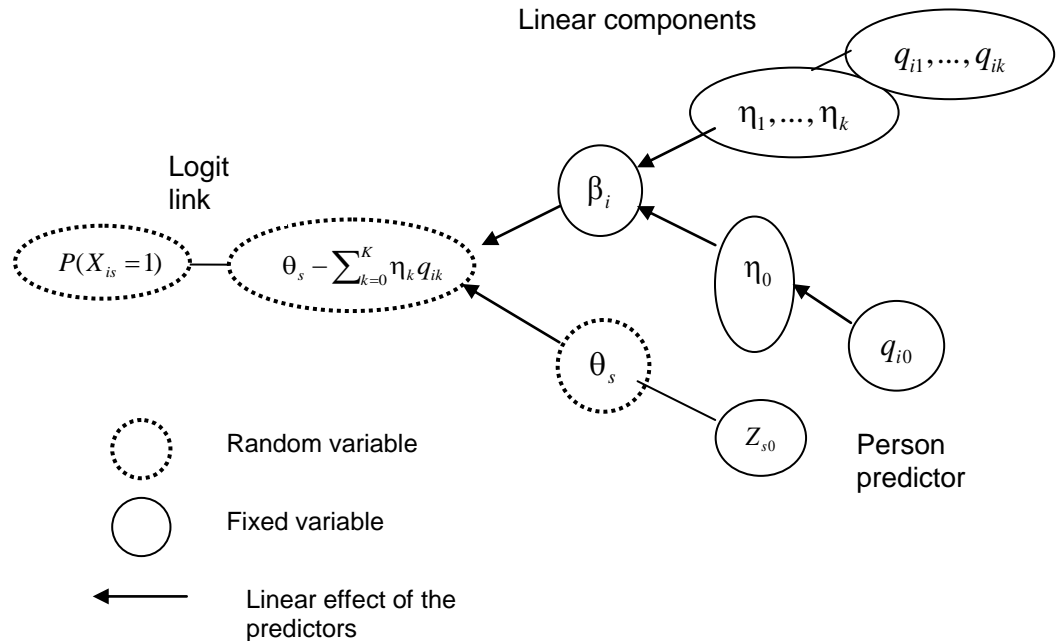 Linear components
q_{i1},...,q_{ik}
η_1,...,η_k
Logit
link
β_i
P(X_{is} = 1)
θ_s − ∑_{k=0}^{K} η_k q_{ik}
η_0
q_{i0}
θ_s
Z_{s0}
Person
predictor
Random variable
Fixed variable
Linear effect of the
predictors